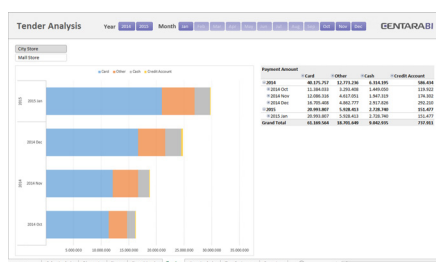 Tender Analysis Year 2014 2015 Month Jan Oct Nov Dec GENTARABI
City Store
Mall Store
Card Other Cash Credit Account
Payment Amount
Card Other Cash Credit Account
2014 40.175.757 12.773.236 6.314.195 586.434
2014 Oct 11.384.033 3.293.408 1.449.050 119.922
2014 Nov 12.086.316 4.617.051 1.947.319 174.302
2014 Dec 16.705.408 4.862.777 2.917.826 292.210
2015 20.993.807 5.928.413 2.728.740 151.477
2015 Jan 20.993.807 5.928.413 2.728.740 151.477
Grand Total 61.169.564 18.701.649 9.042.935 737.911
2015 2015 Jan
2014 Dec
2014 2014 Nov
2014 Oct
5.000.000 10.000.000 15.000.000 20.000.000 25.000.000 30.000.000 35.000.000